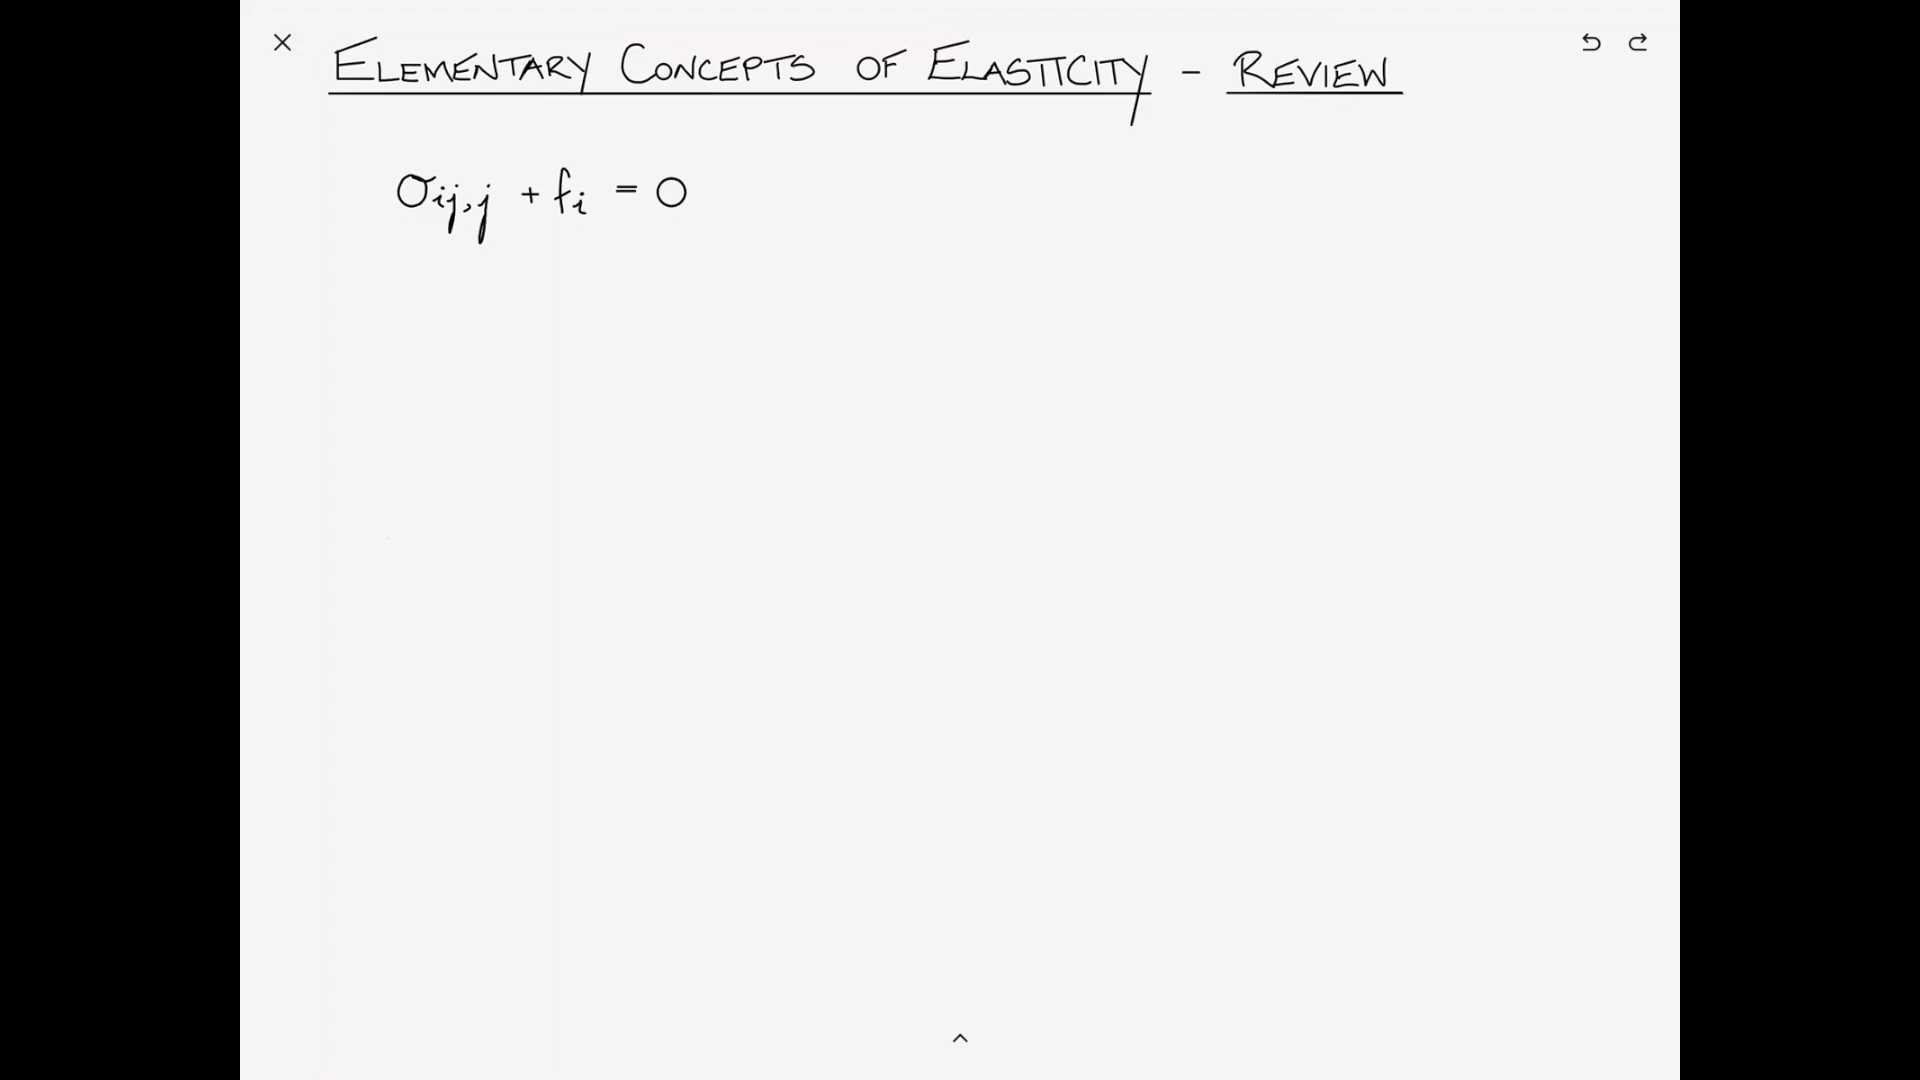 ELEMENTARY CONCEPTS OF ELASTICITY - REVIEW
σij,j + fi = 0